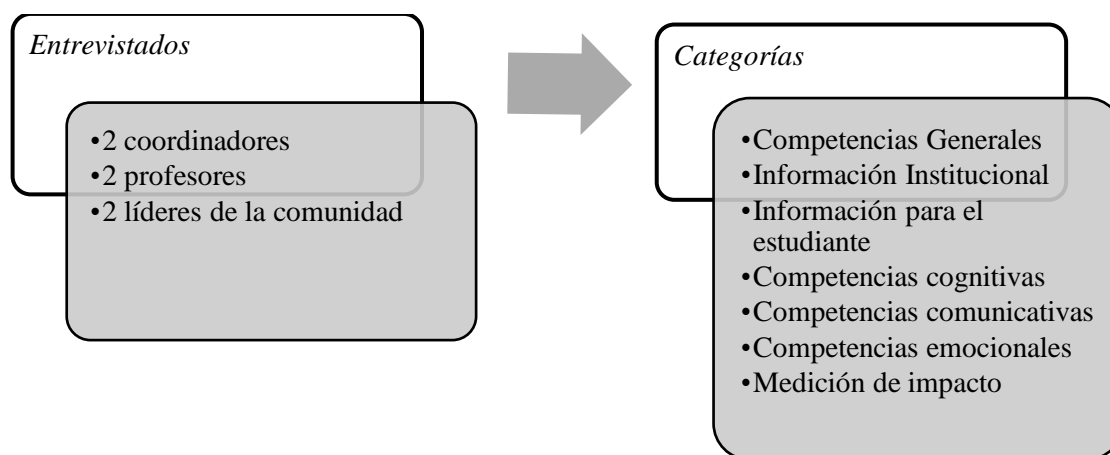 Entrevistados
•2 coordinadores
•2 profesores
•2 líderes de la comunidad
Categorías
•Competencias Generales
•Información Institucional
•Información para el
estudiante
•Competencias cognitivas
•Competencias comunicativas
•Competencias emocionales
•Medición de impacto